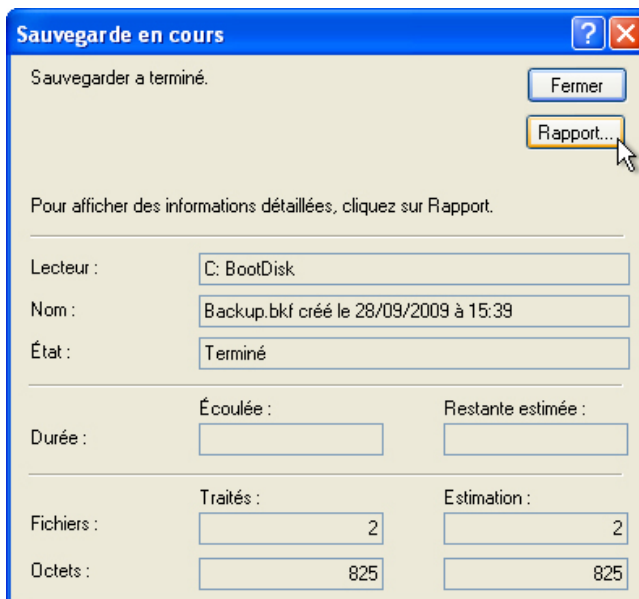 Sauvegarde en cours
Sauvegarder a terminé.
Fermer
Rapport...
Pour afficher des informations détaillées, cliquez sur Rapport.
Lecteur : C: BootDisk
Nom : Backup.bkf créé le 28/09/2009 à 15:39
État : Terminé
Écoulée : Restante estimée :
Durée :
Traités : Estimation :
Fichiers : 2 2
Octets : 825 825